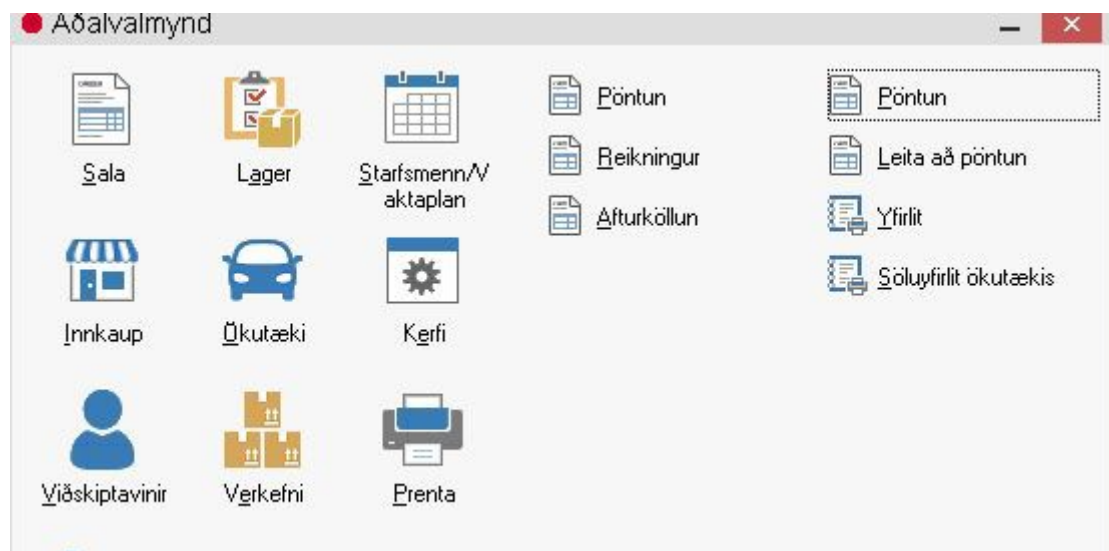 Aðalvalmynd
Sala
Lager
Starfsmenn/V
aktaplan
Innkaup
Ökutæki
Kerfi
Viðskiptavinir
Verkefni
Prenta
Pöntun
Reikningur
Afturköllun
Pöntun
Leita að pöntun
Yfirlit
Söluyfirlit ökutækis